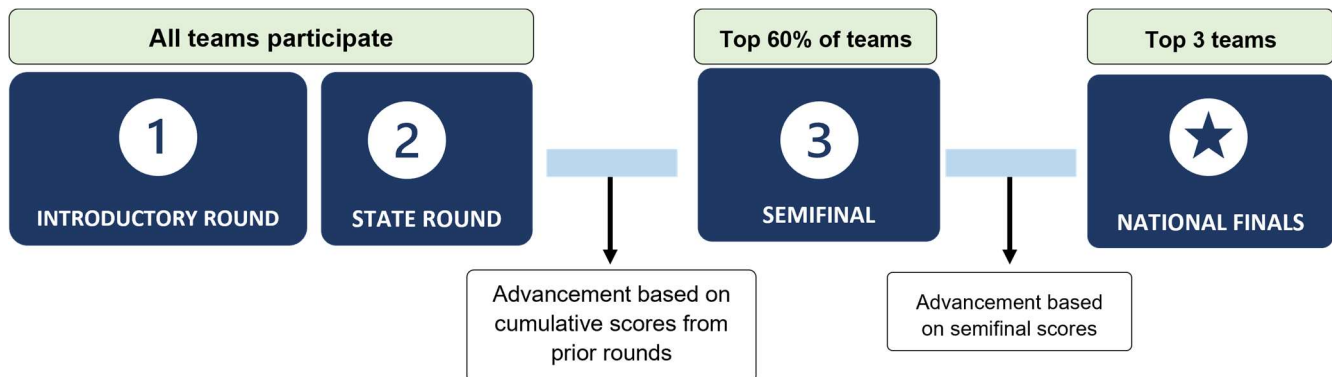 All teams participate
Top 60% of teams
Top 3 teams
1
INTRODUCTORY ROUND
2
STATE ROUND
3
SEMIFINAL
NATIONAL FINALS
Advancement based on
cumulative scores from
prior rounds
Advancement based
on semifinal scores